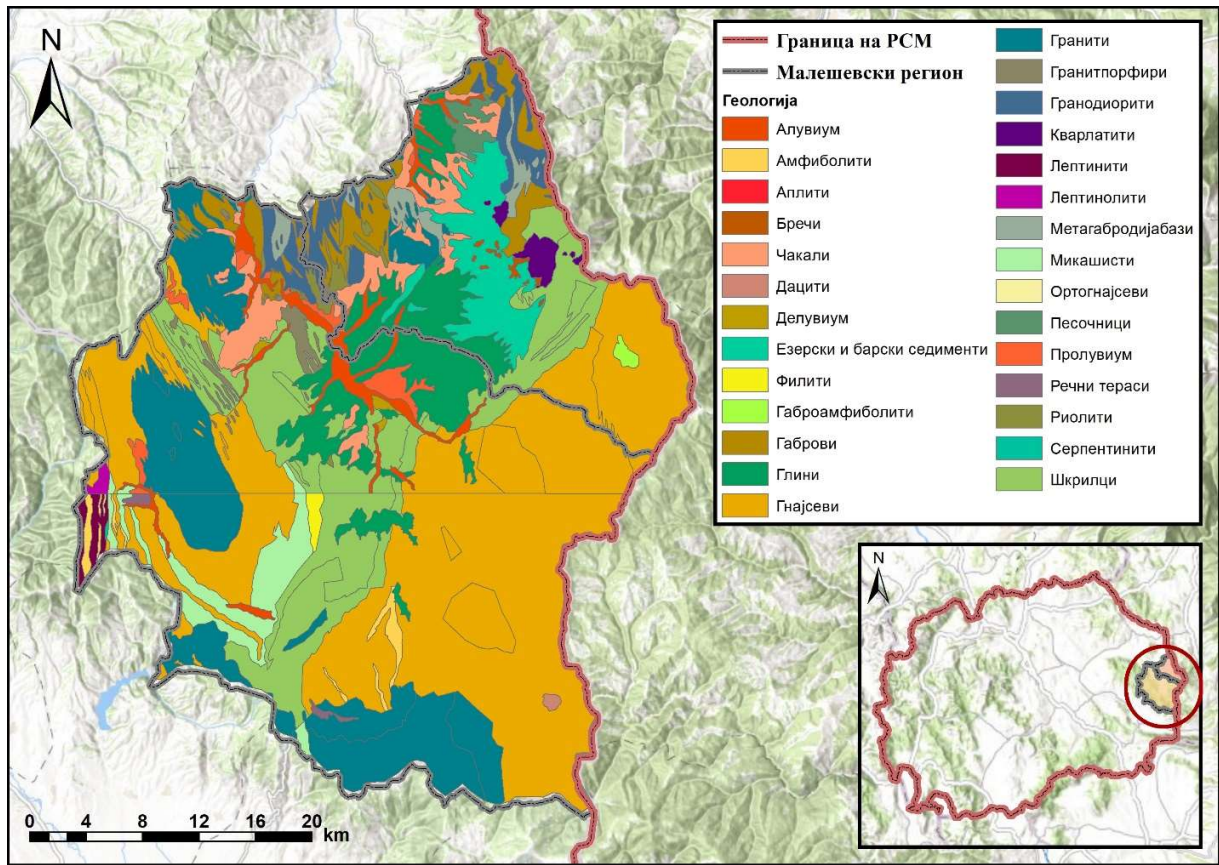 N
Граница на РСМ
Малешевски регион
Геологија
Алувиум
Амфиболити
Аплити
Бречи
Чакали
Дацити
Делувиум
Езерски и барски седименти
Филити
Габроамфиболити
Габрови
Глини
Гнајсеви
Гранити
Гранитпорфири
Гранодиорити
Кварлатити
Лептинити
Лептинолити
Метагабродијабази
Микашисти
Ортогнајсеви
Песочници
Пролувиум
Речни тераси
Риолити
Серпентинити
Шкрилци
N
0 4 8 12 16 20
km